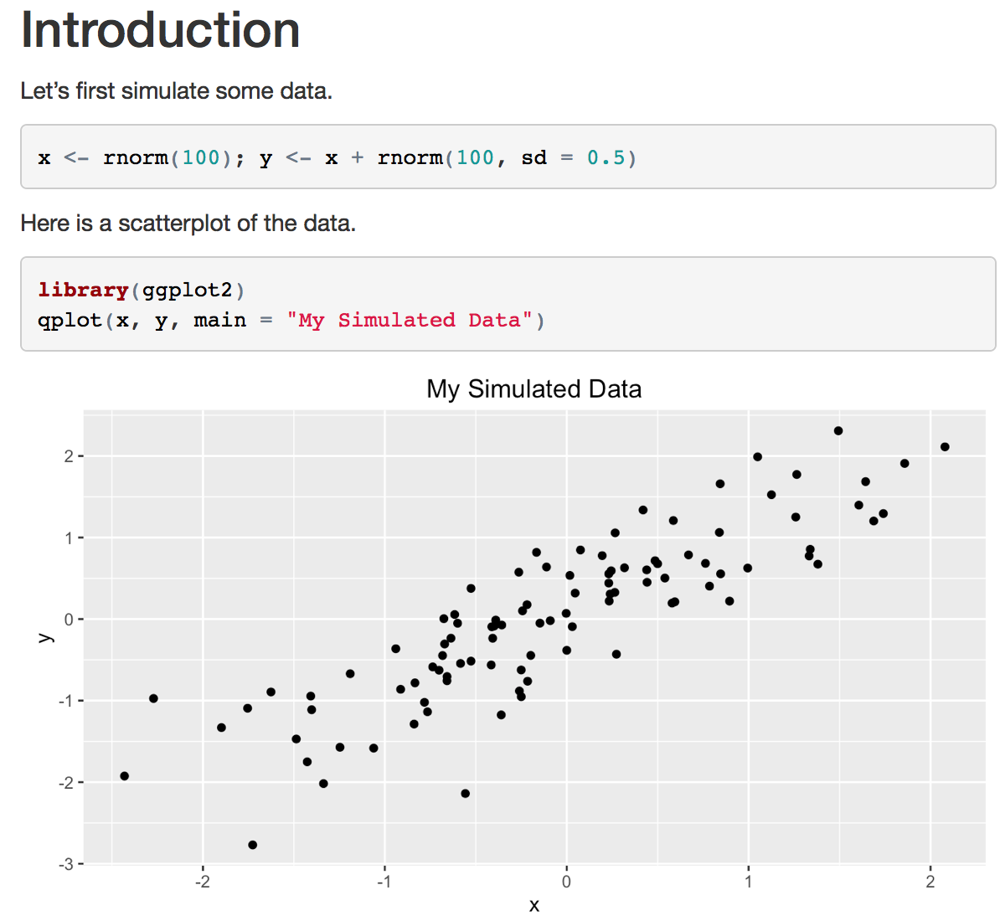 Introduction
Let’s first simulate some data.
x <- rnorm(100); y <- x + rnorm(100, sd = 0.5)
Here is a scatterplot of the data.
library(ggplot2)
qplot(x, y, main = "My Simulated Data")
My Simulated Data
2
1
0
-1
-2
-3
y
-2 -1 0 1 2
x